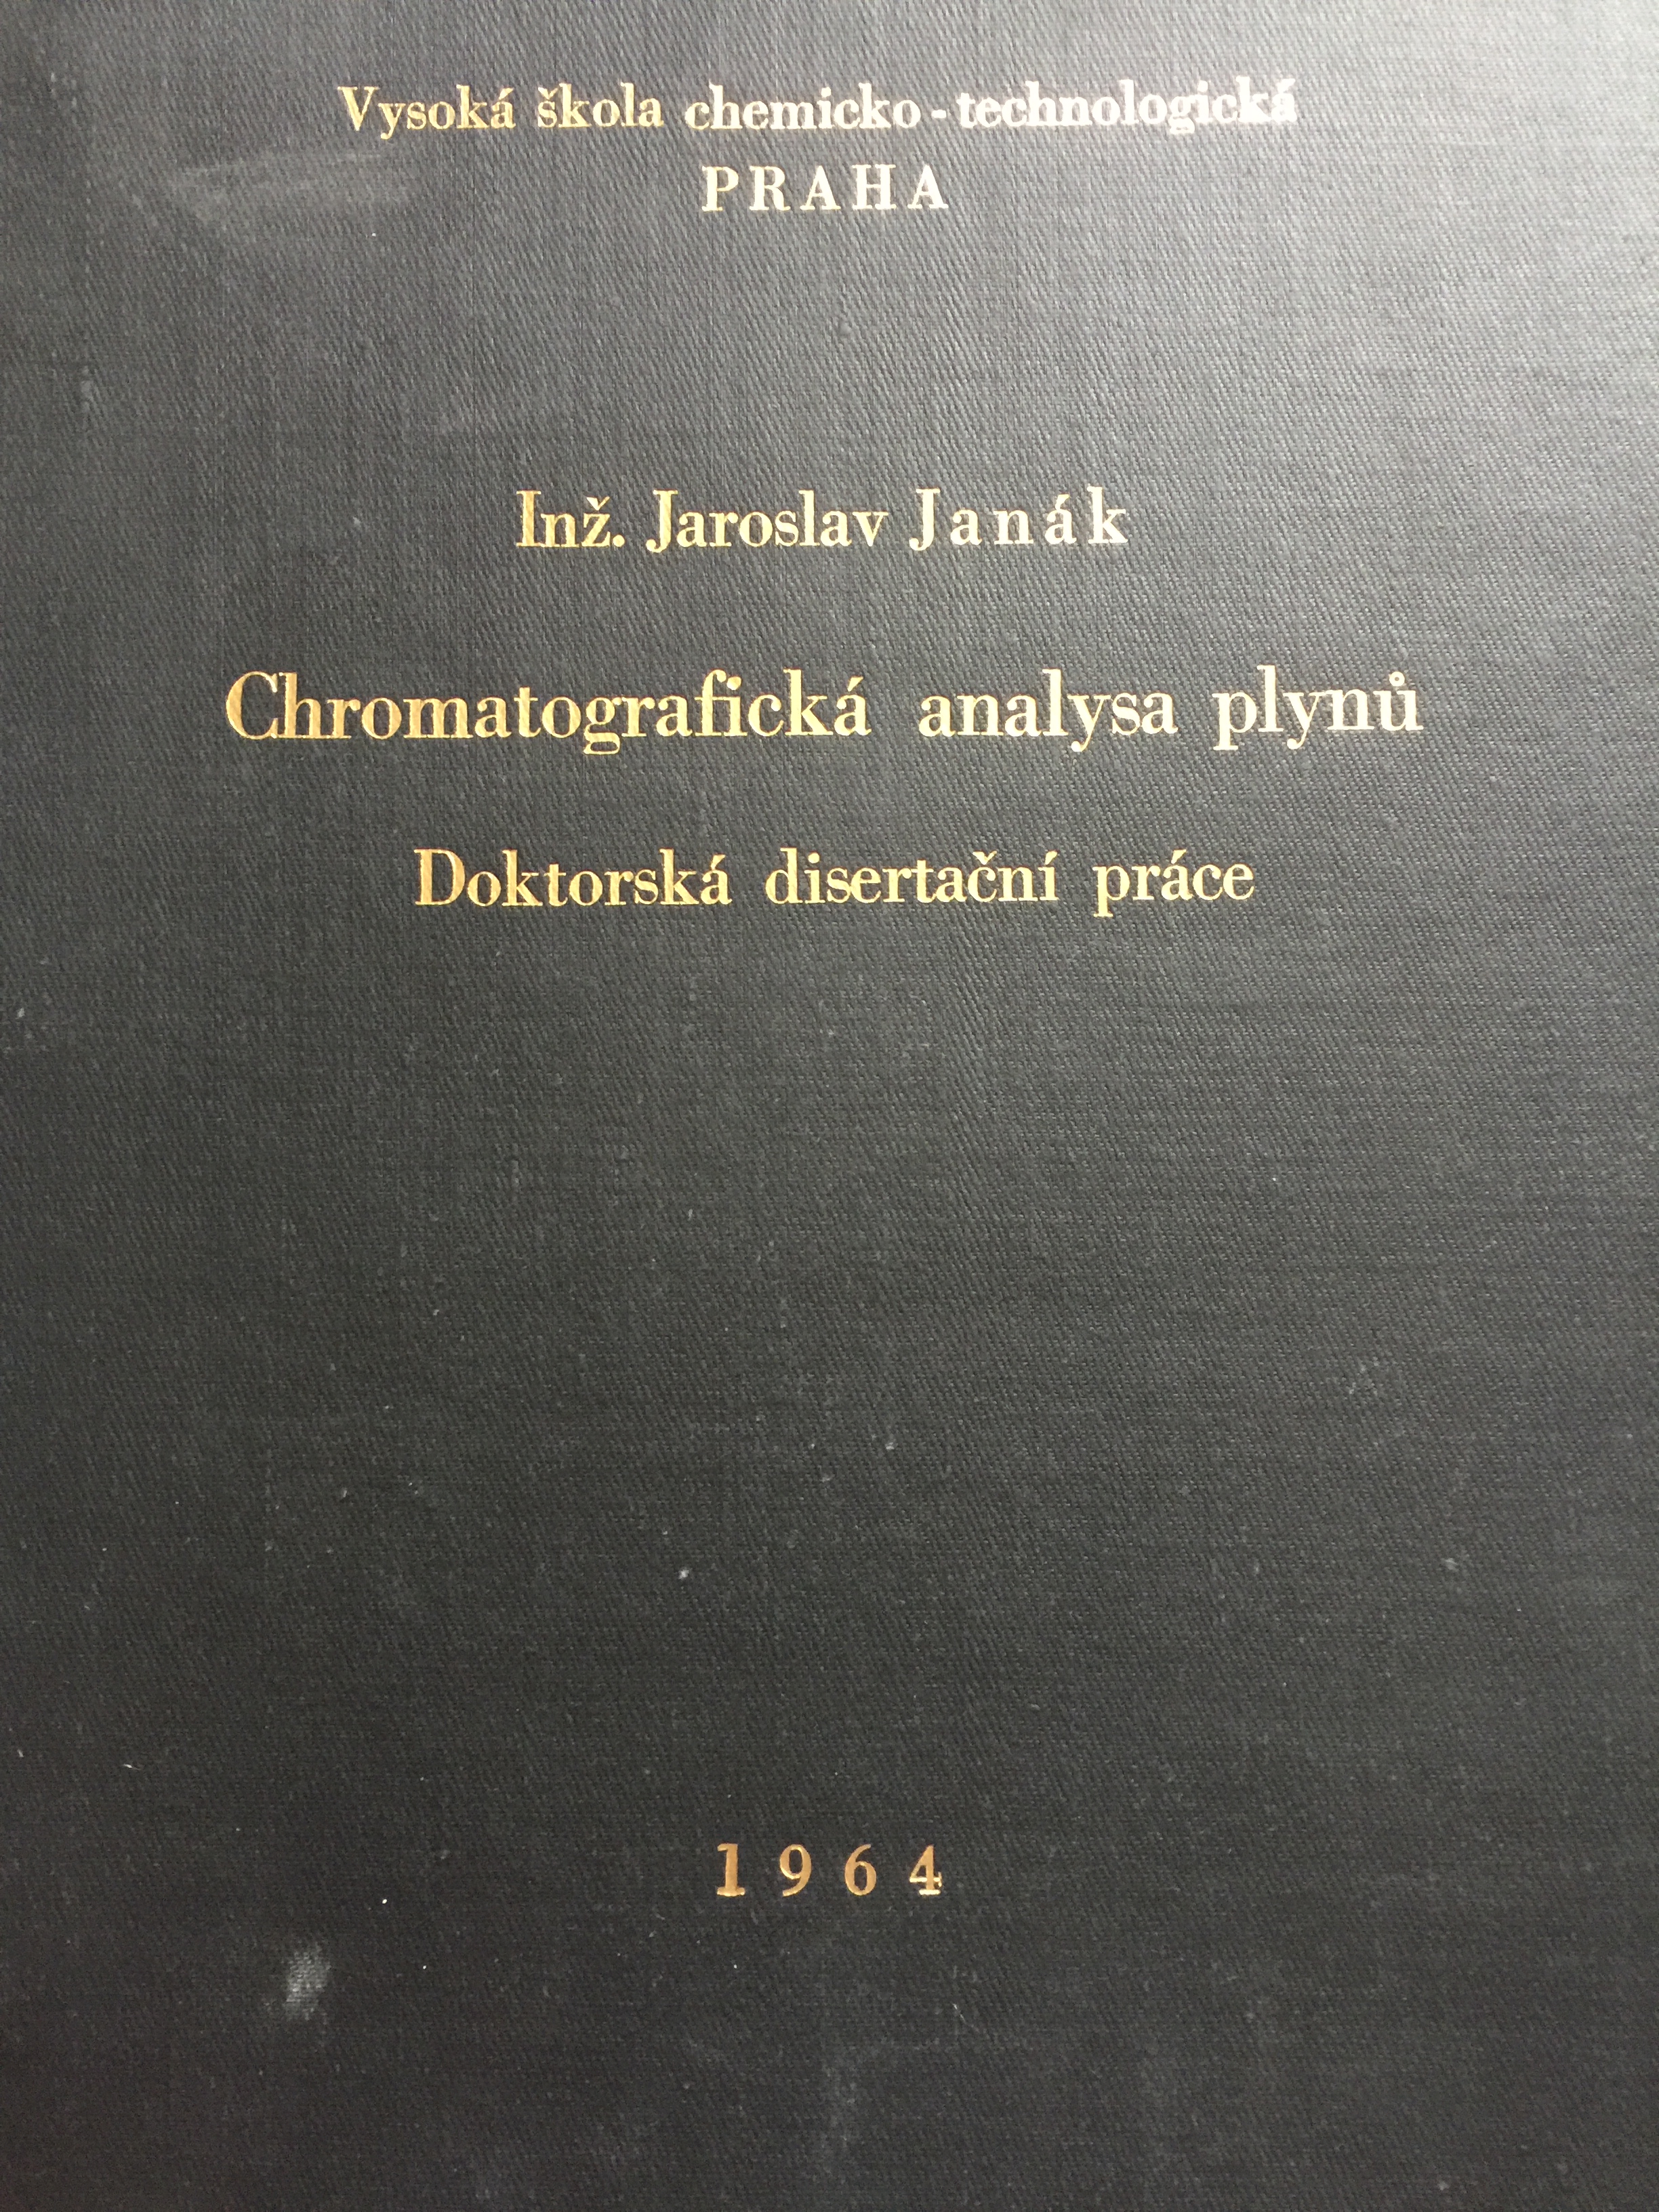 Vysoká škola chemicko - technologická
PRAHA
Inž. Jaroslav Janák
Chromatografická analysa plynů
Doktorská disertační práce
1964